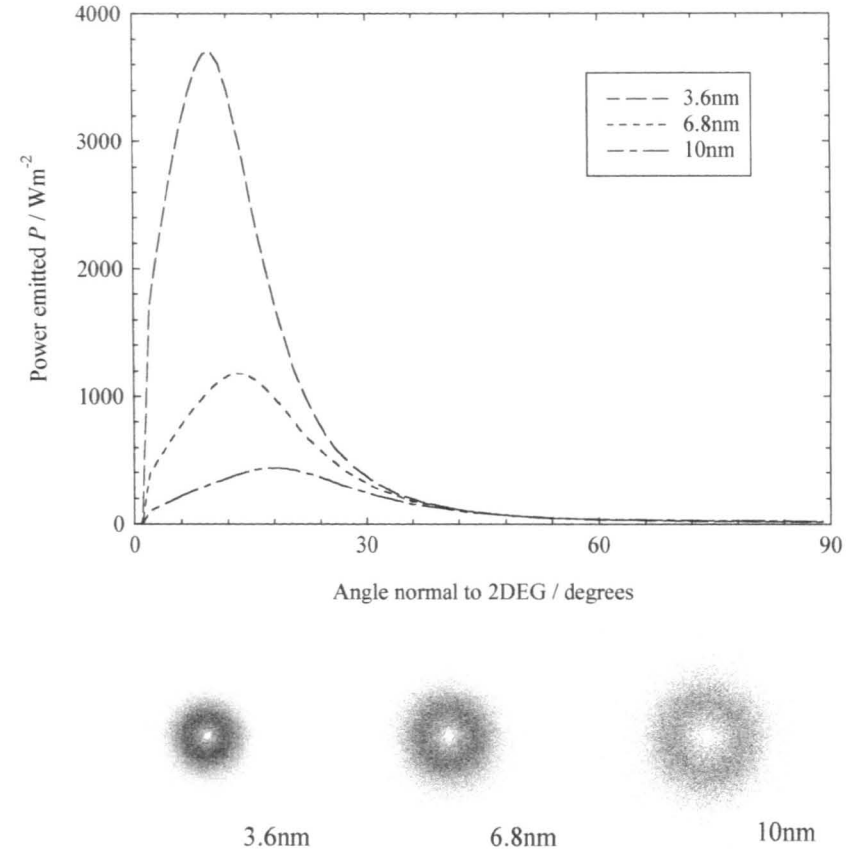 4000
3000
2000
1000
0
Power emitted P / Wm-2
3.6nm
6.8nm
10nm
0 30 60 90
Angle normal to 2DEG / degrees
3.6nm 6.8nm 10nm